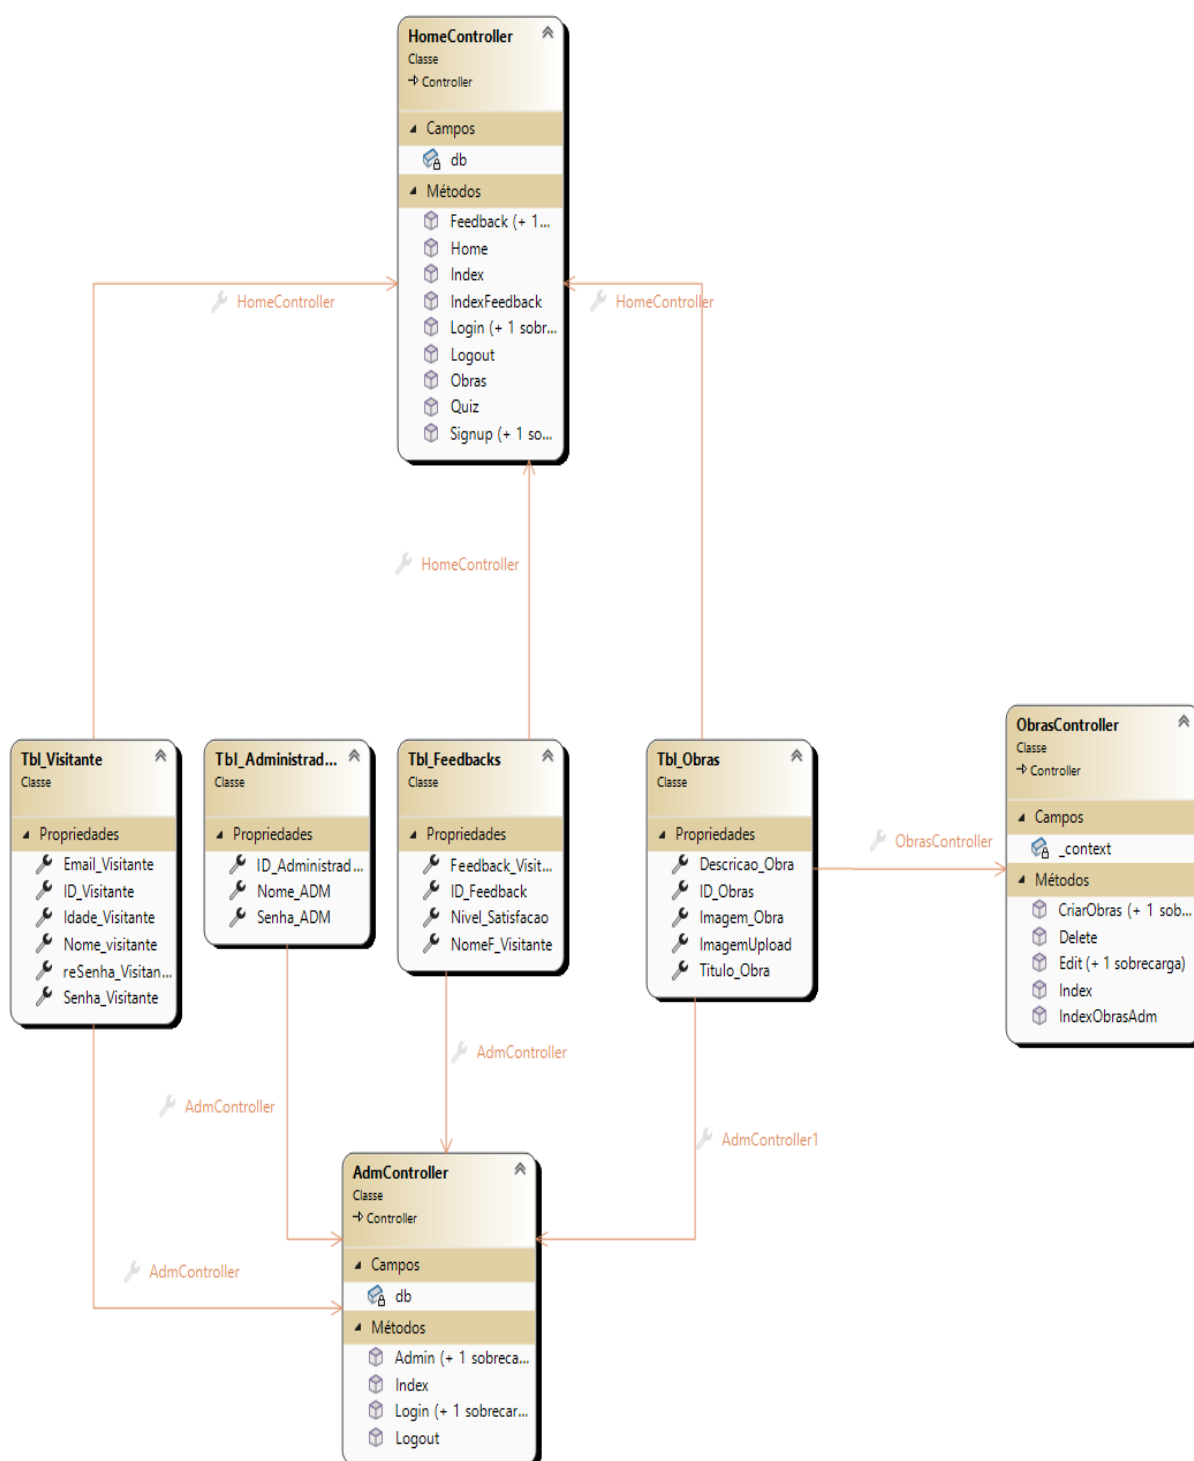 HomeController
Classe
Controller
Campos
db
Métodos
Feedback (+ 1...
Home
Index
IndexFeedback
Login (+ 1 sobr...
Logout
Obras
Quiz
Signup (+ 1 so...
HomeController
HomeController
HomeController
Tbl_Visitante
Classe
Propriedades
Email_Visitante
ID_Visitante
Idade_Visitante
Nome_visitante
reSenha_Visitan...
Senha_Visitante
Tbl_Administrad...
Classe
Propriedades
ID_Administrad...
Nome_ADM
Senha_ADM
Tbl_Feedbacks
Classe
Propriedades
Feedback_Visit...
ID_Feedback
Nivel_Satisfacao
NomeF_Visitante
Tbl_Obras
Classe
Propriedades
Descricao_Obra
ID_Obras
Imagem_Obra
ImagemUpload
Titulo_Obra
ObrasController
ObrasController
Classe
Controller
Campos
_context
Métodos
CriarObras (+ 1 sob...
Delete
Edit (+ 1 sobrecarga)
Index
IndexObrasAdm
AdmController
AdmController
AdmController1
AdmController
AdmController
Classe
Controller
Campos
db
Métodos
Admin (+ 1 sobreca...
Index
Login (+ 1 sobrecar...
Logout